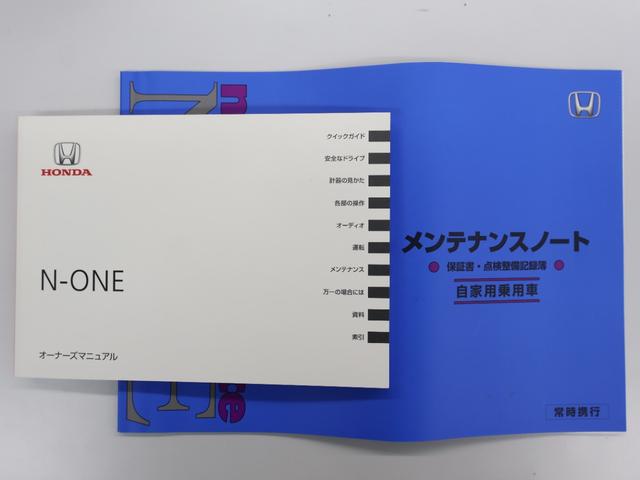 HONDA
N-ONE
オーナーズマニュアル
クイックガイド
安全なドライブ
計器の見かた
各部の操作
オーディオ
運転
メンテナンス
万一の場合には
資料
索引
メンテナンスノート
保証書・点検整備記録簿
自家用乗用車
常時携行